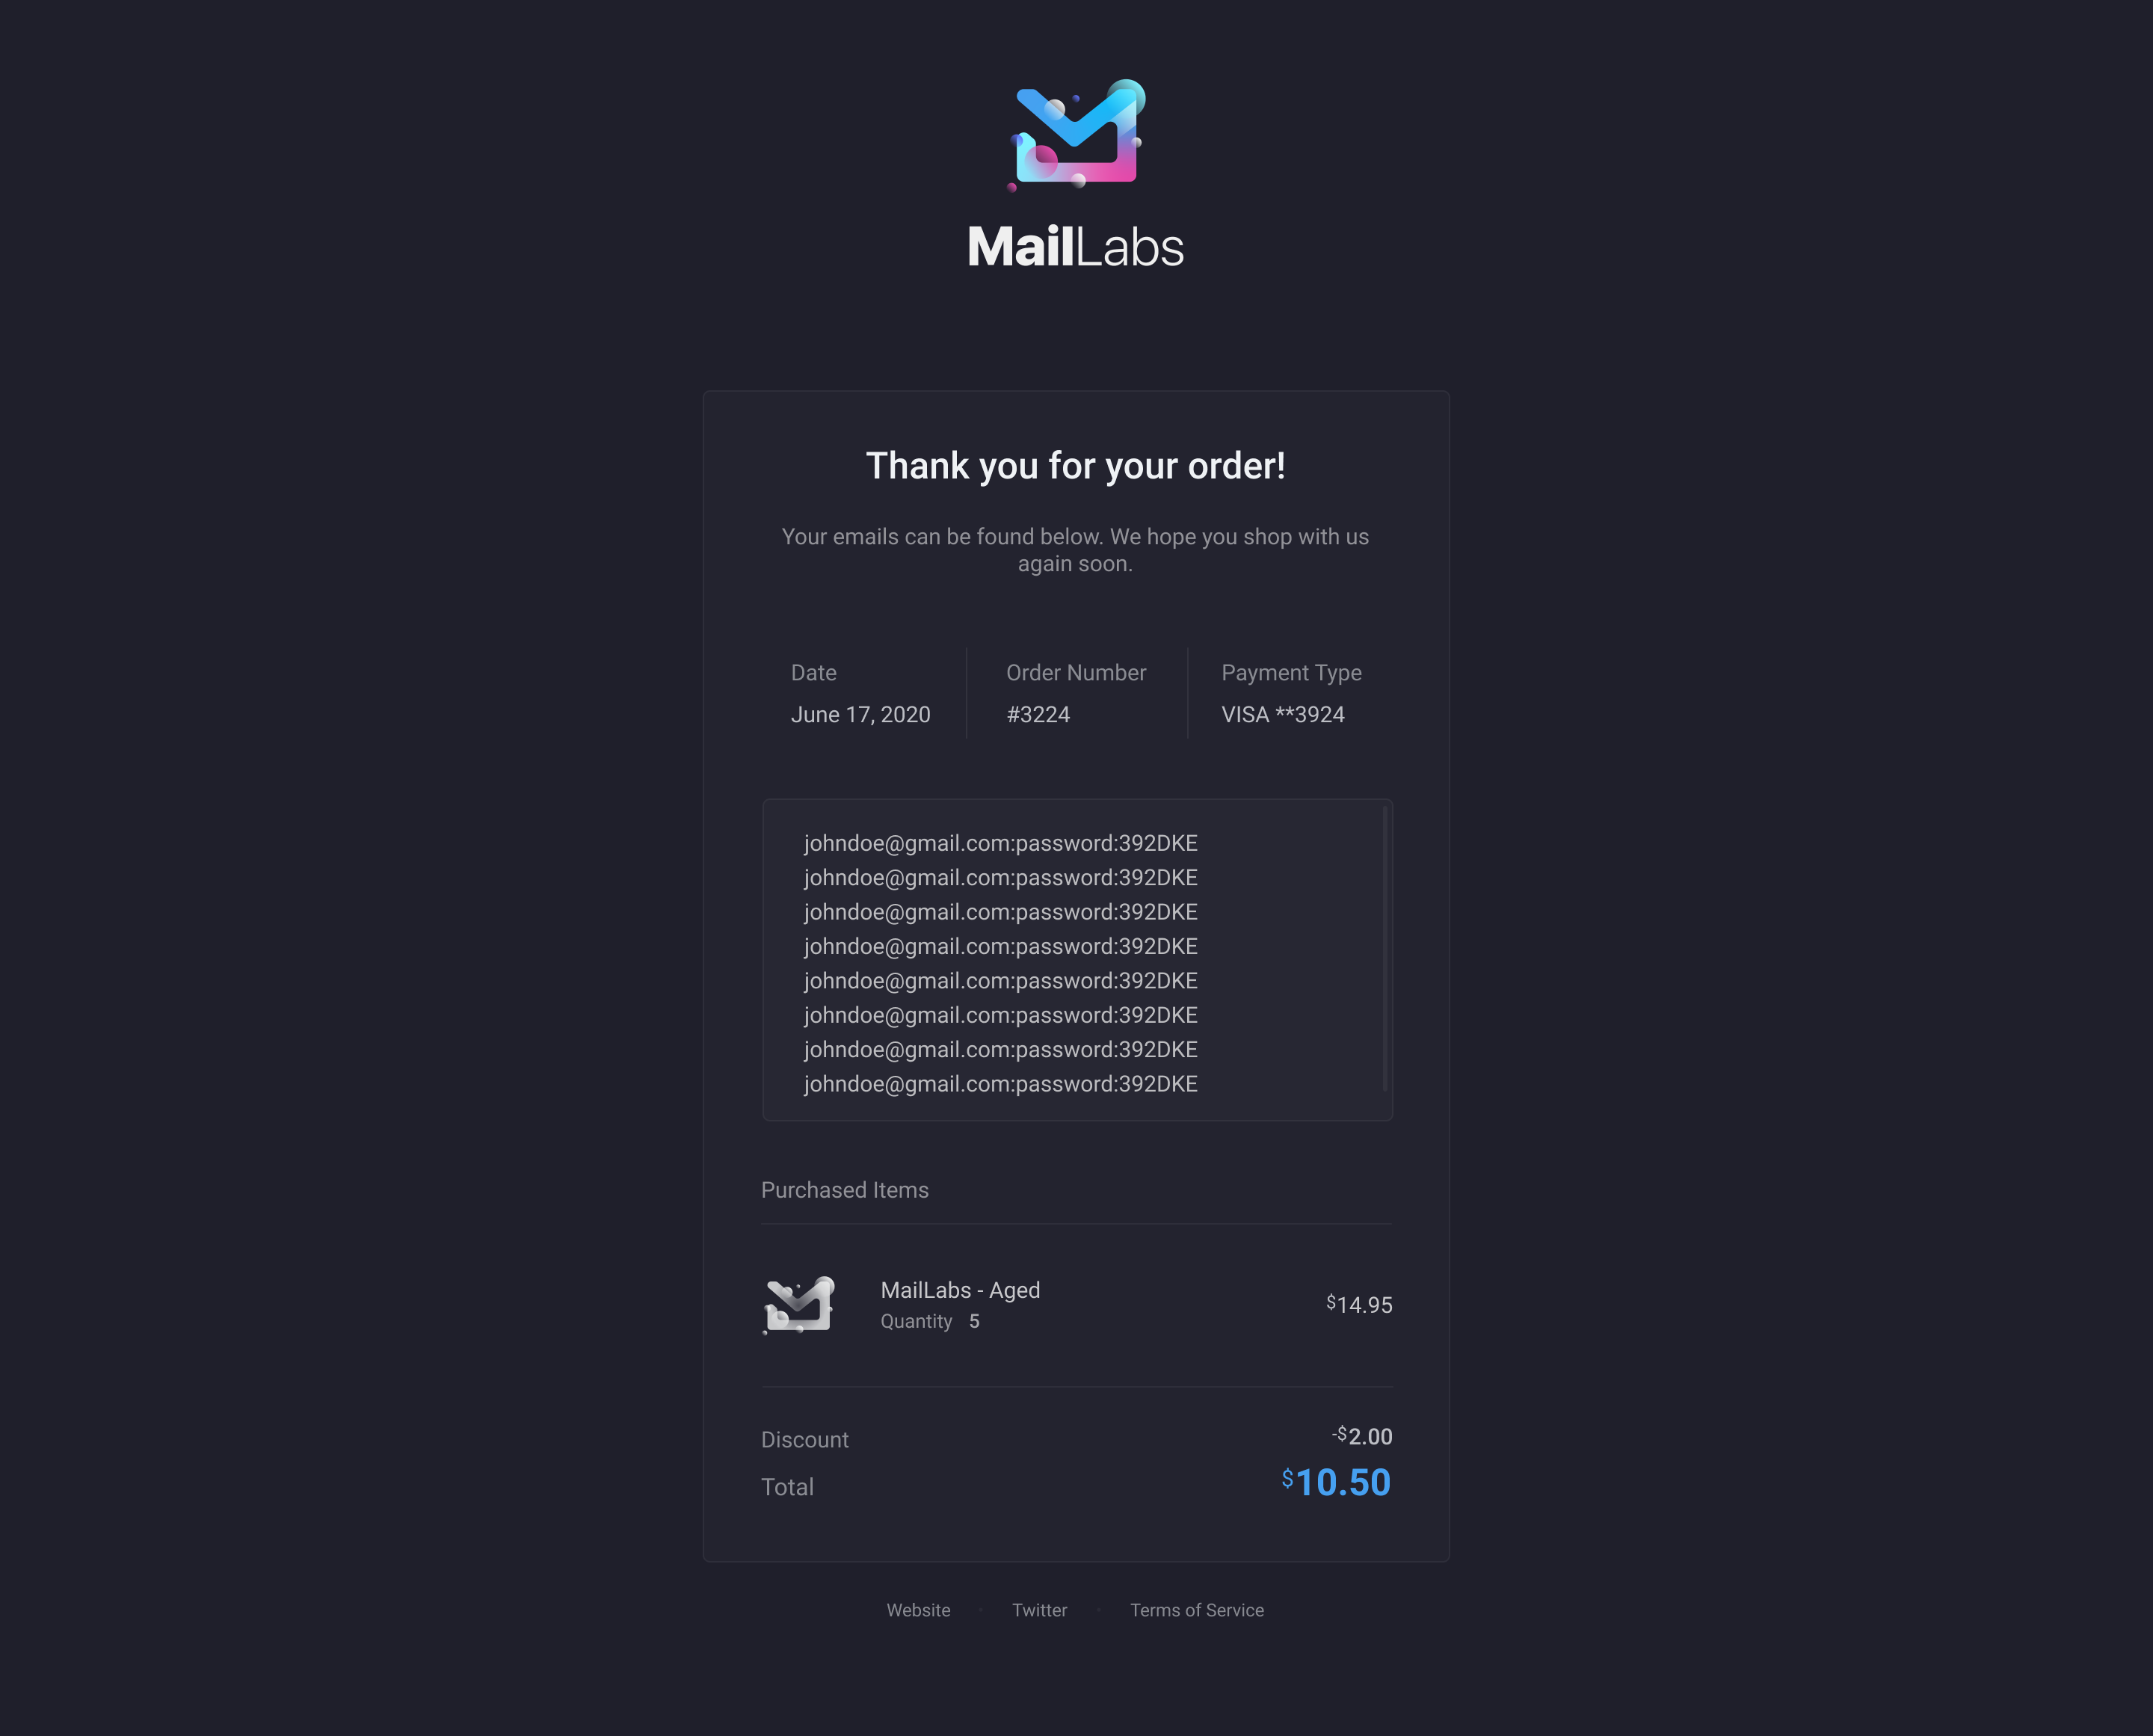 MailLabs
Thank you for your order!
Your emails can be found below. We hope you shop with us
again soon.
Date
June 17, 2020
Order Number
#3224
Payment Type
VISA **3924
johndoe@gmail.com:password:392DKE
johndoe@gmail.com:password:392DKE
johndoe@gmail.com:password:392DKE
johndoe@gmail.com:password:392DKE
johndoe@gmail.com:password:392DKE
johndoe@gmail.com:password:392DKE
johndoe@gmail.com:password:392DKE
johndoe@gmail.com:password:392DKE
Purchased Items
MailLabs - Aged
Quantity 5
$14.95
Discount -$2.00
Total $10.50
Website · Twitter · Terms of Service